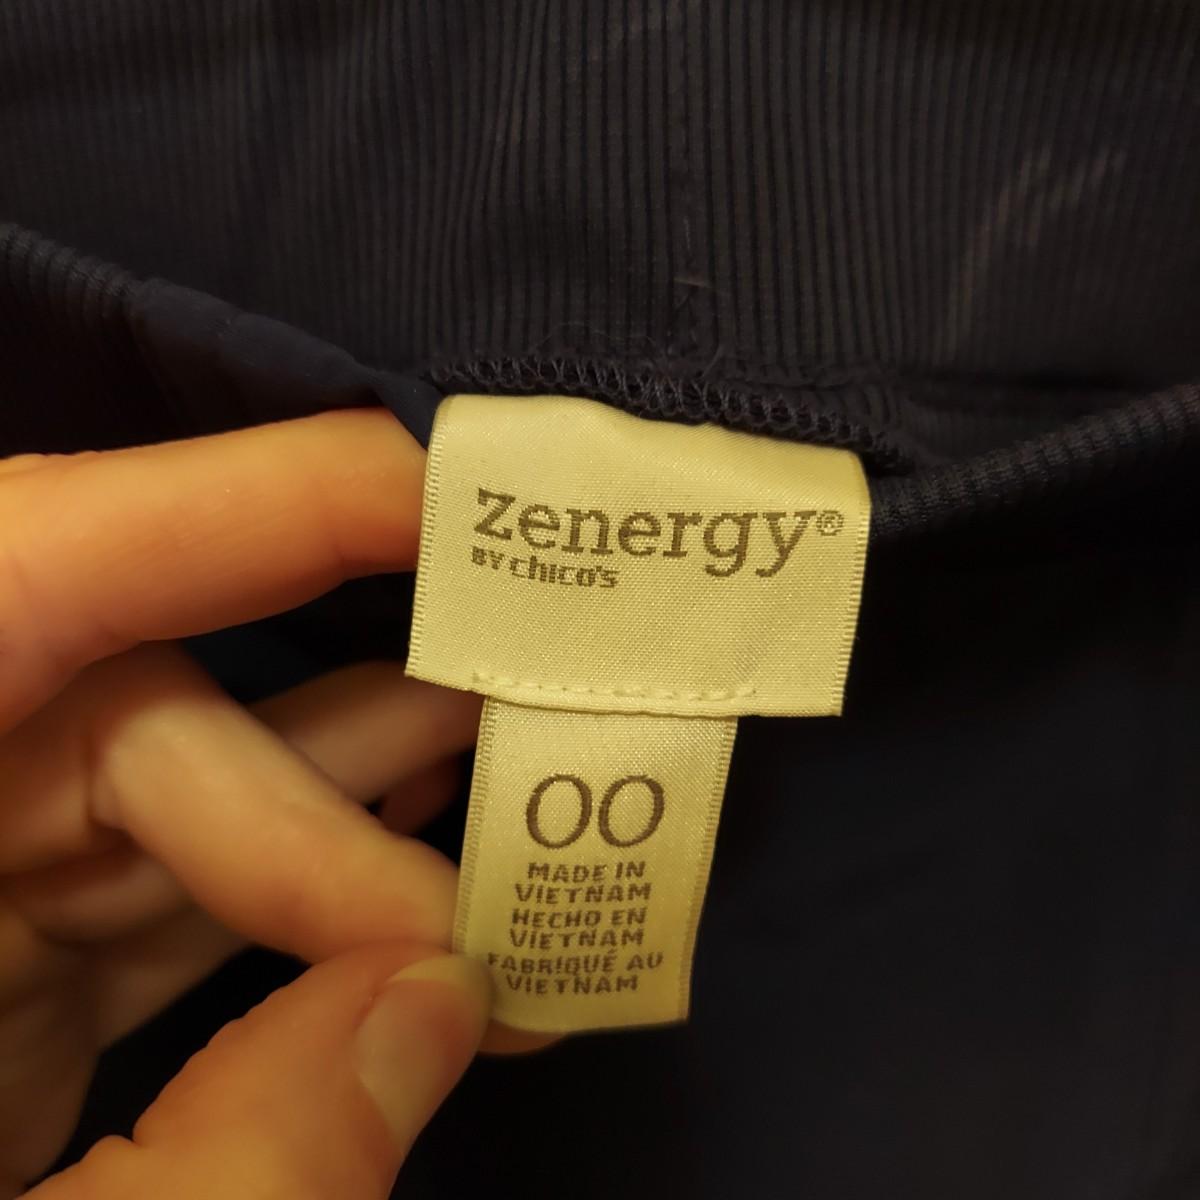 zenergy®
BY chico's
00
MADE IN
VIETNAM
HECHO EN
VIETNAM
FABRIQUÉ AU
VIETNAM